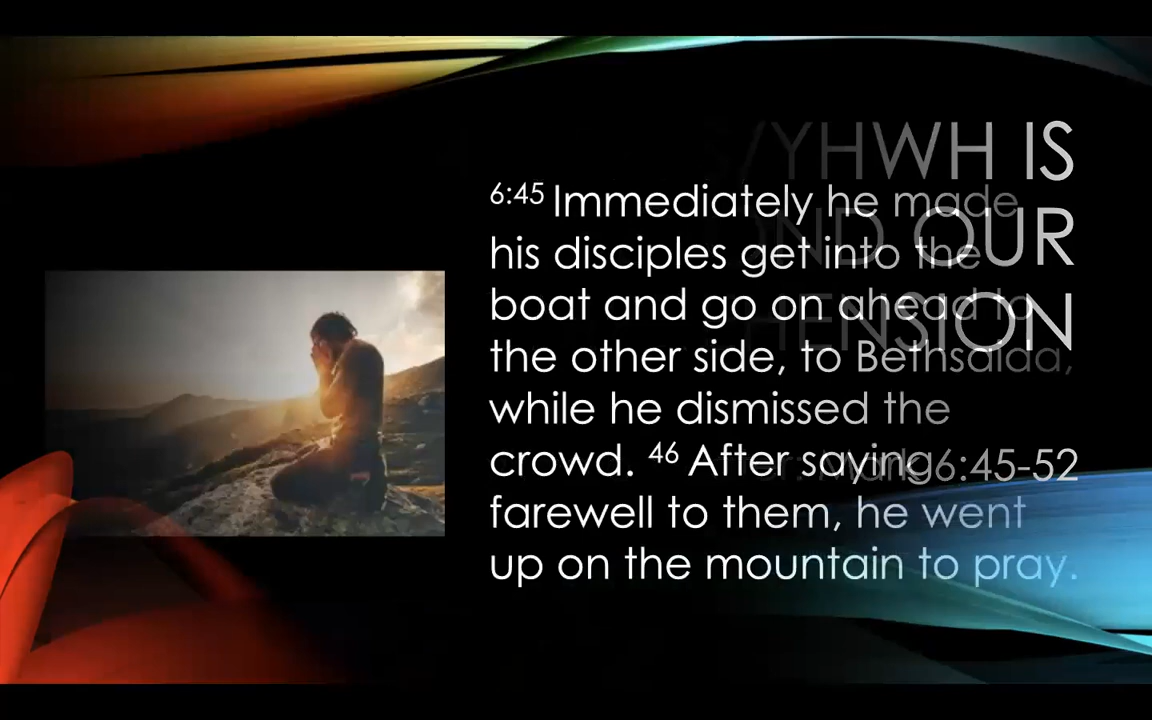 YHWH IS
OUR
HENSION
6:45 Immediately he made
his disciples get into the
boat and go on ahead to
the other side, to Bethsaida,
while he dismissed the
crowd. 46 After saying
farewell to them, he went
up on the mountain to pray.
Mark 6:45-52